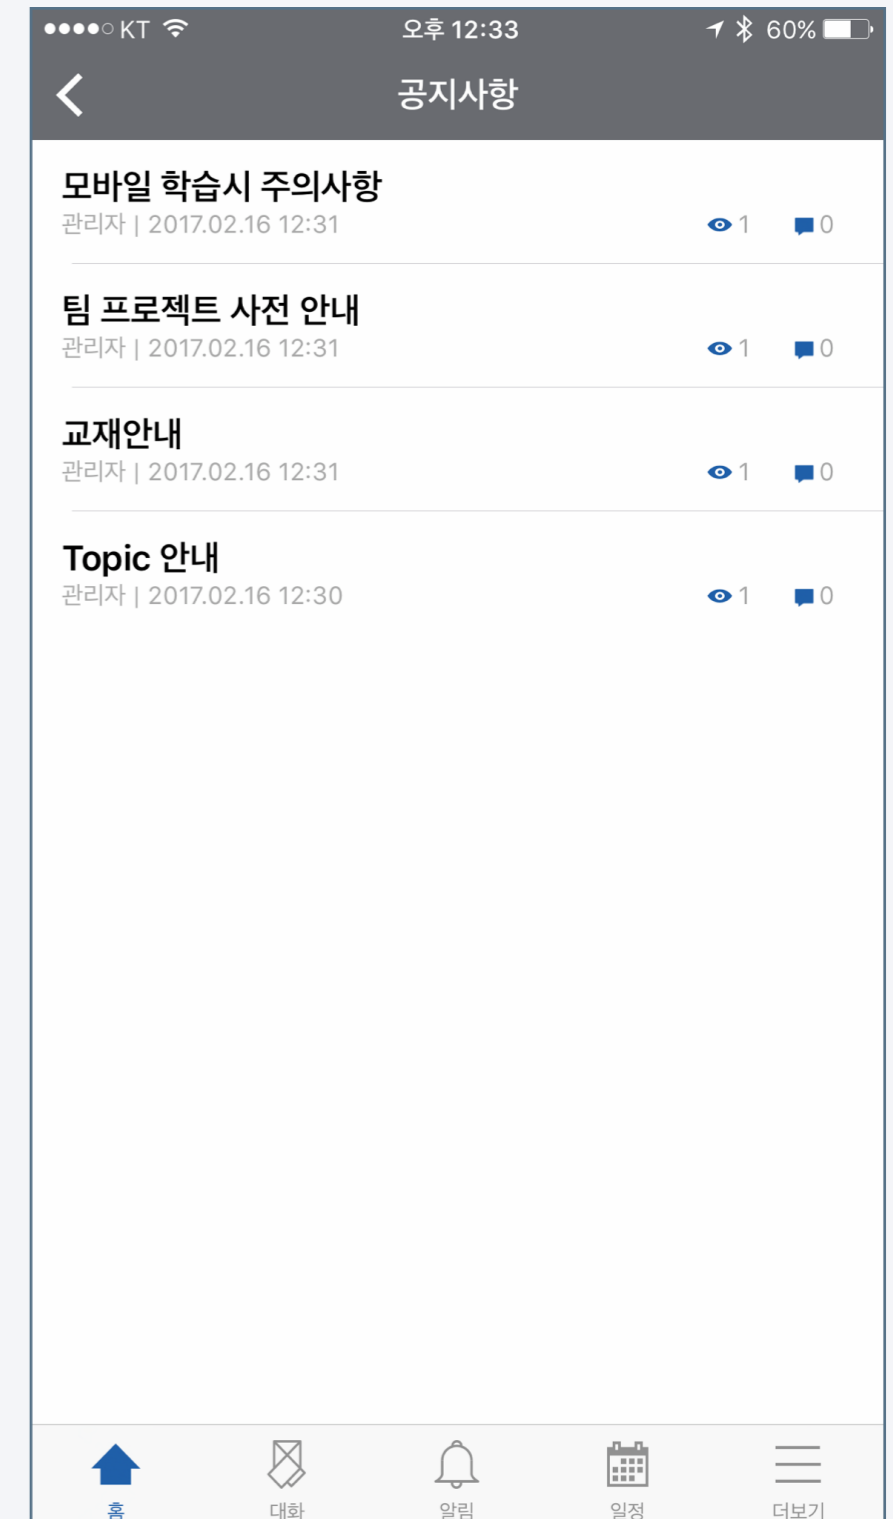 KT 오후 12:33 60%
공지사항
모바일 학습시 주의사항
관리자 | 2017.02.16 12:31 1 0
팀 프로젝트 사전 안내
관리자 | 2017.02.16 12:31 1 0
교재안내
관리자 | 2017.02.16 12:31 1 0
Topic 안내
관리자 | 2017.02.16 12:30 1 0
홈 대화 알림 일정 더보기